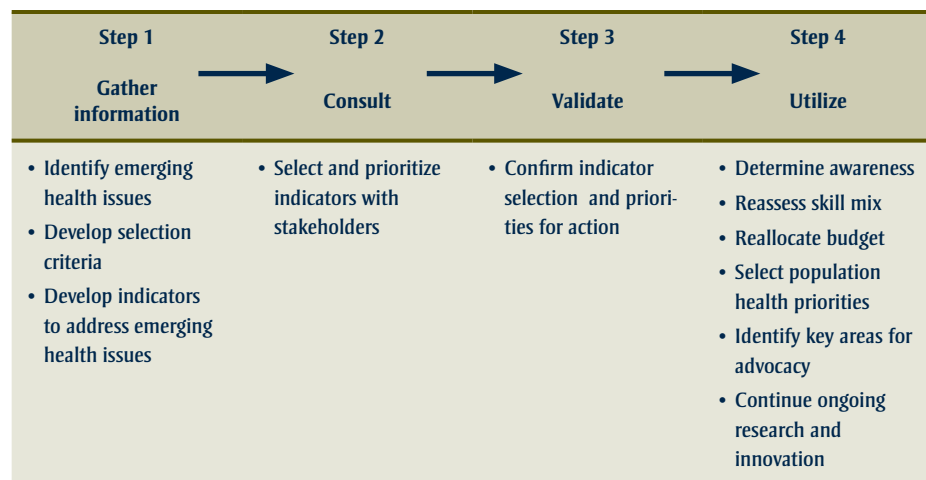 Step 1
Gather
information
Step 2
Consult
Step 3
Validate
Step 4
Utilize
• Identify emerging
health issues
• Develop selection
criteria
• Develop indicators
to address emerging
health issues
• Select and prioritize
indicators with
stakeholders
• Confirm indicator
selection and priori-
ties for action
• Determine awareness
• Reassess skill mix
• Reallocate budget
• Select population
health priorities
• Identify key areas for
advocacy
• Continue ongoing
research and
innovation